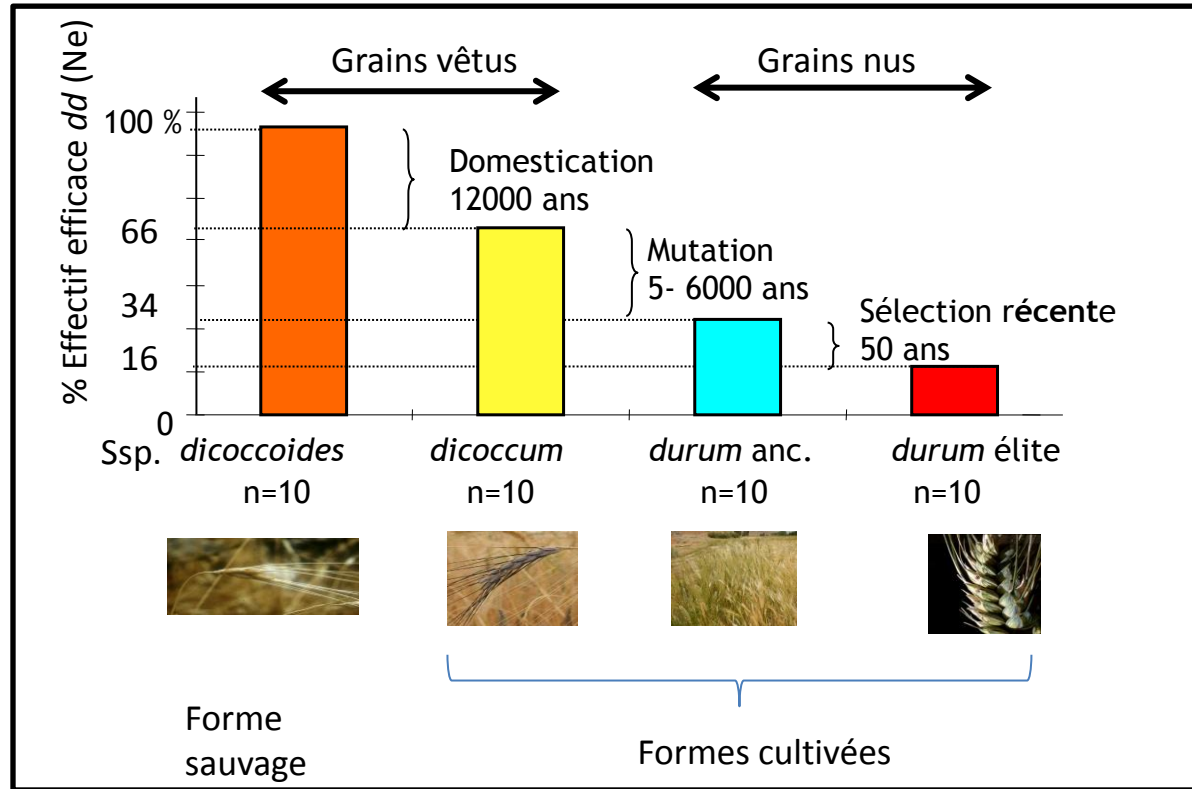 % Effectif efficace dd (Ne)
Grains vêtus
Grains nus
100 %
66
34
16
0
Domestication
12000 ans
Mutation
5- 6000 ans
Sélection récente
50 ans
Ssp.
dicoccoides
n=10
dicoccum
n=10
durum anc.
n=10
durum élite
n=10
Forme
sauvage
Formes cultivées